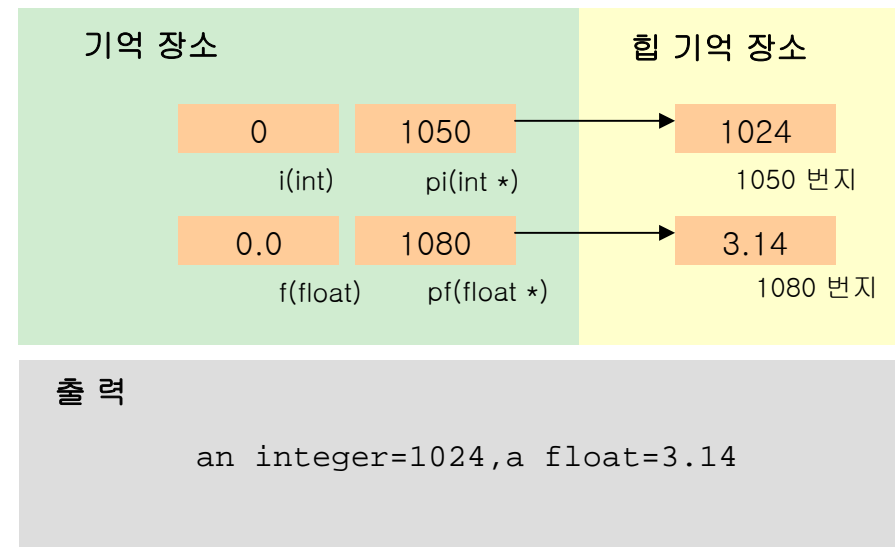 기억 장소 힙 기억 장소
0 1050 1024
i(int) pi(int *) 1050 번지
0.0 1080 3.14
f(float) pf(float *) 1080 번지
출 력
an integer=1024,a float=3.14